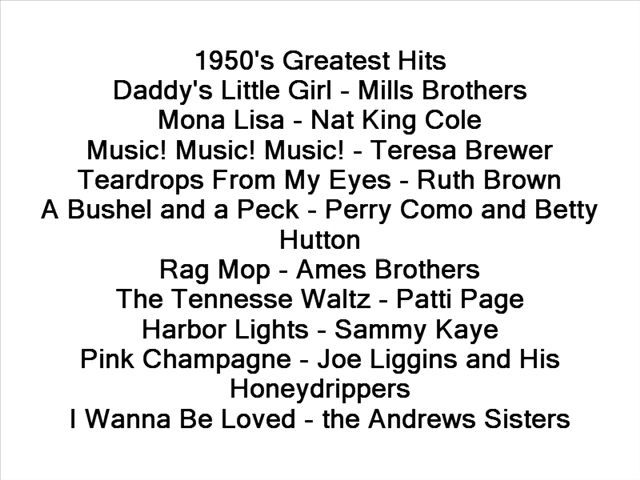 1950's Greatest Hits
Daddy's Little Girl - Mills Brothers
Mona Lisa - Nat King Cole
Music! Music! Music! - Teresa Brewer
Teardrops From My Eyes - Ruth Brown
A Bushel and a Peck - Perry Como and Betty
Hutton
Rag Mop - Ames Brothers
The Tennesse Waltz - Patti Page
Harbor Lights - Sammy Kaye
Pink Champagne - Joe Liggins and His
Honeydrippers
I Wanna Be Loved - the Andrews Sisters